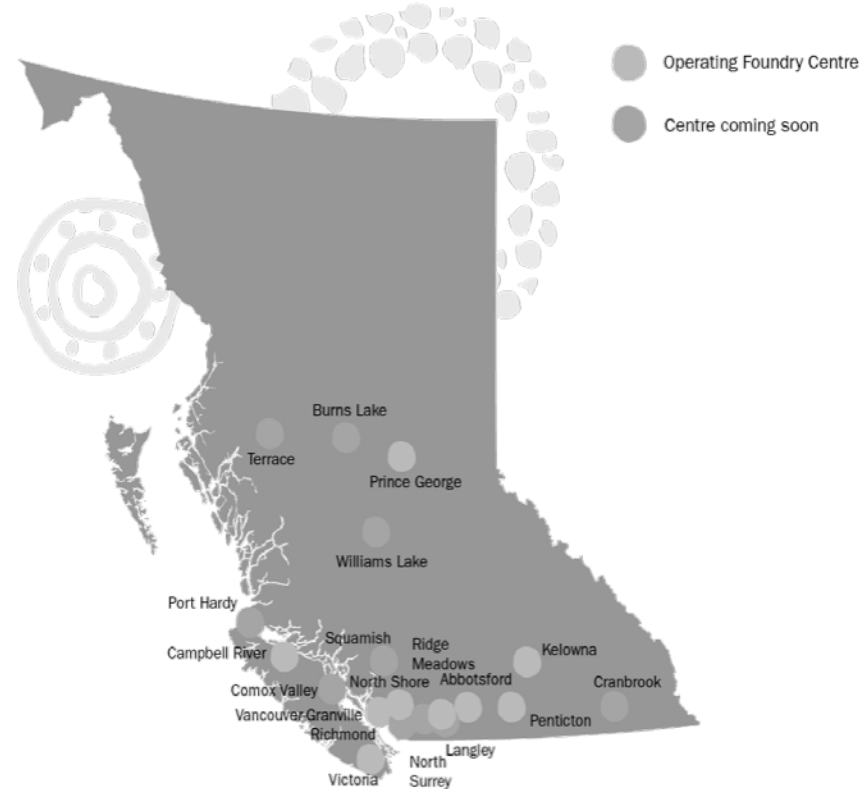 Operating Foundry Centre
Centre coming soon
Burns Lake
Terrace
Prince George
Williams Lake
Port Hardy
Squamish
Ridge
Meadows
Kelowna
Campbell River
North Shore
Abbotsford
Cranbrook
Comox Valley
Vancouver-Granville
Richmond
Penticton
Langley
North
Surrey
Victoria